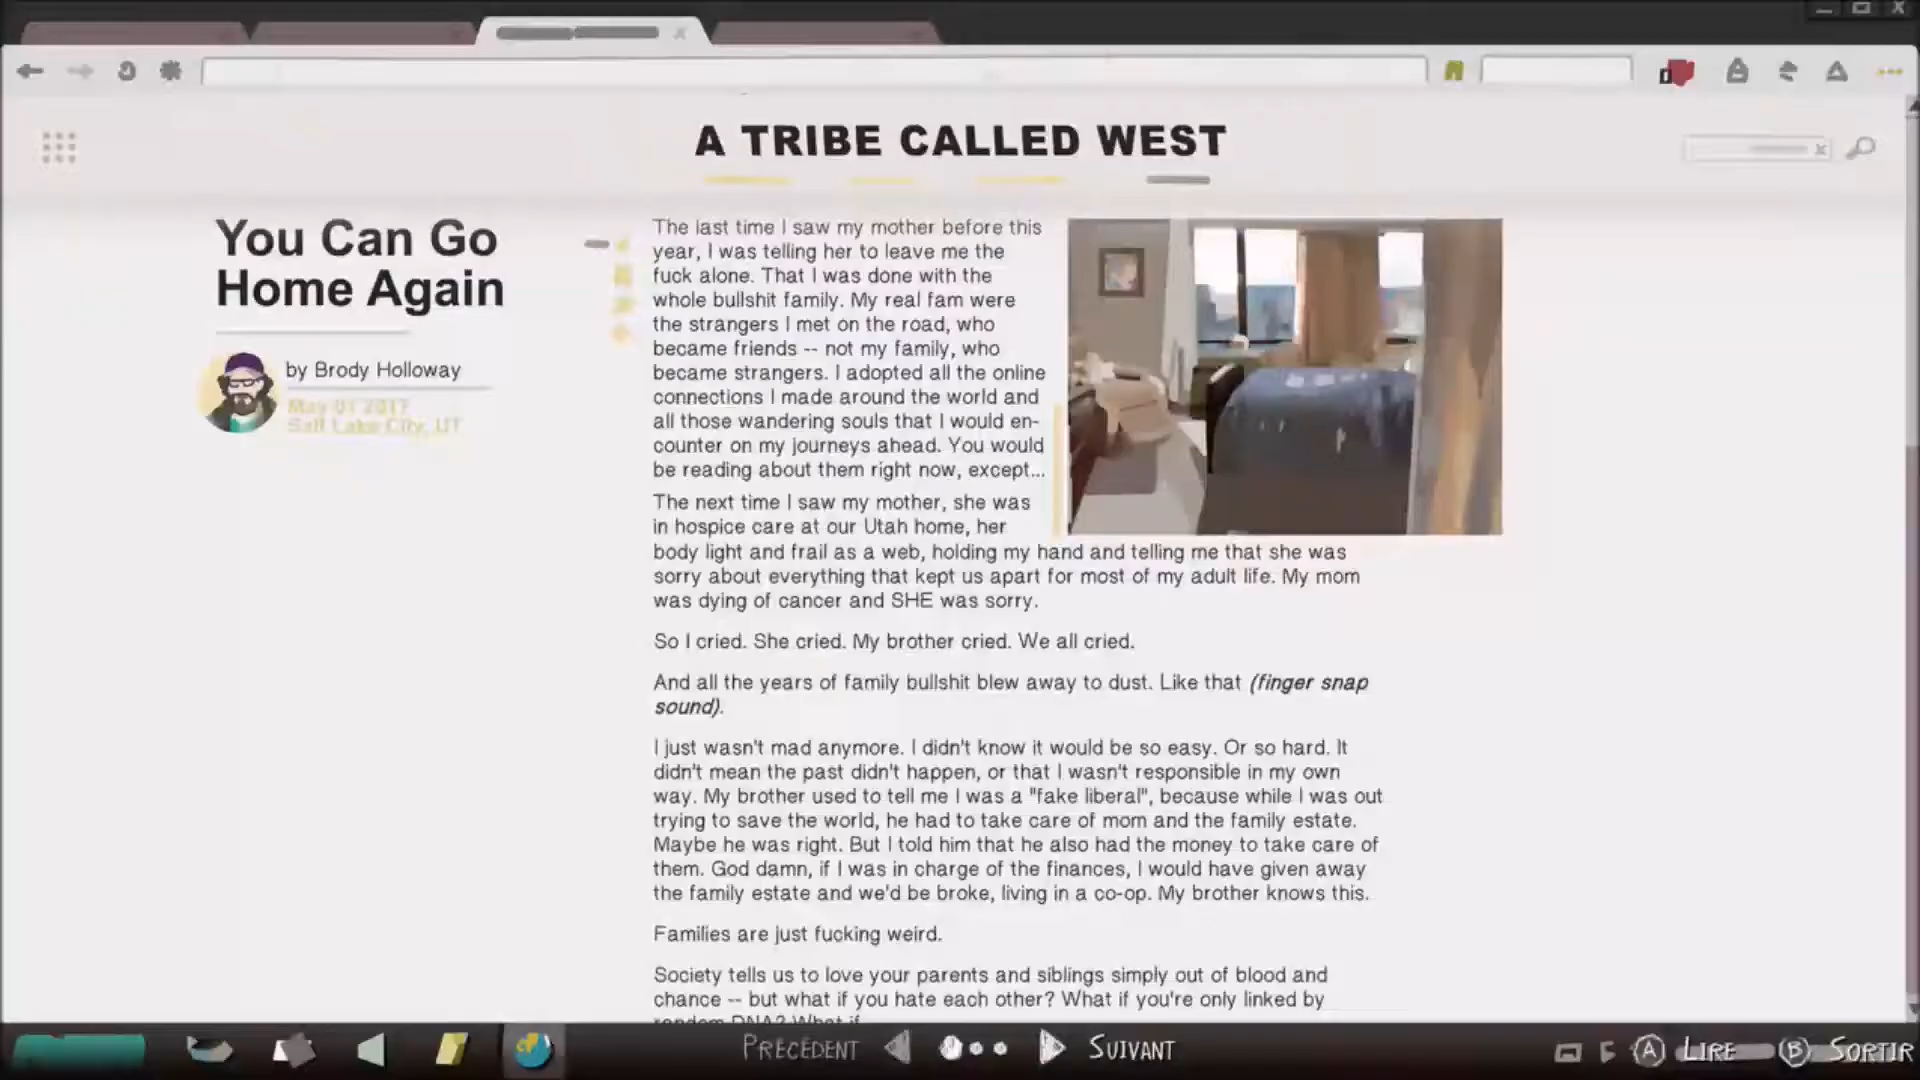 A TRIBE CALLED WEST
You Can Go
Home Again
by Brody Holloway
May 01 2017
Salt Lake City, UT
The last time I saw my mother before this
year, I was telling her to leave me the
fuck alone. That I was done with the
whole bullshit family. My real fam were
the strangers I met on the road, who
became friends -- not my family, who
became strangers. I adopted all the online
connections I made around the world and
all those wandering souls that I would en-
counter on my journeys ahead. You would
be reading about them right now, except...
The next time I saw my mother, she was
in hospice care at our Utah home, her
body light and frail as a web, holding my hand and telling me that she was
sorry about everything that kept us apart for most of my adult life. My mom
was dying of cancer and SHE was sorry.
So I cried. She cried. My brother cried. We all cried.
And all the years of family bullshit blew away to dust. Like that (finger snap
sound).
I just wasn't mad anymore. I didn't know it would be so easy. Or so hard. It
didn't mean the past didn't happen, or that I wasn't responsible in my own
way. My brother used to tell me I was a "fake liberal", because while I was out
trying to save the world, he had to take care of mom and the family estate.
Maybe he was right. But I told him that he also had the money to take care of
them. God damn, if I was in charge of the finances, I would have given away
the family estate and we'd be broke, living in a co-op. My brother knows this.
Families are just fucking weird.
Society tells us to love your parents and siblings simply out of blood and
chance -- but what if you hate each other? What if you're only linked by
random DNA? What if
PRÉCÉDENT
SUIVANT
A LIRE
B SORTIR